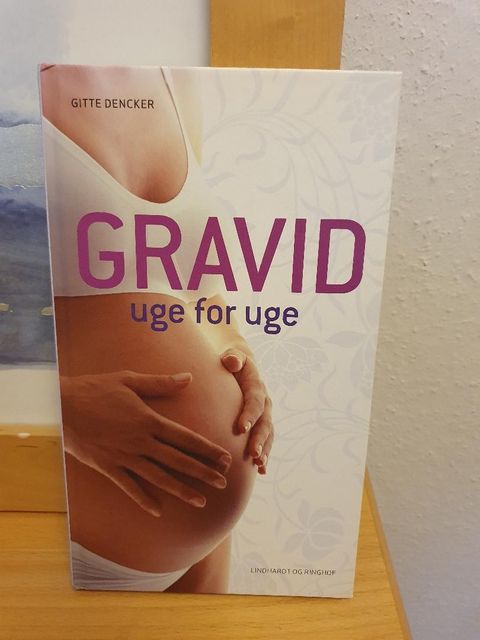 GITTE DENCKER
GRAVID
uge for uge
LINDHARDT OG RINGHOF